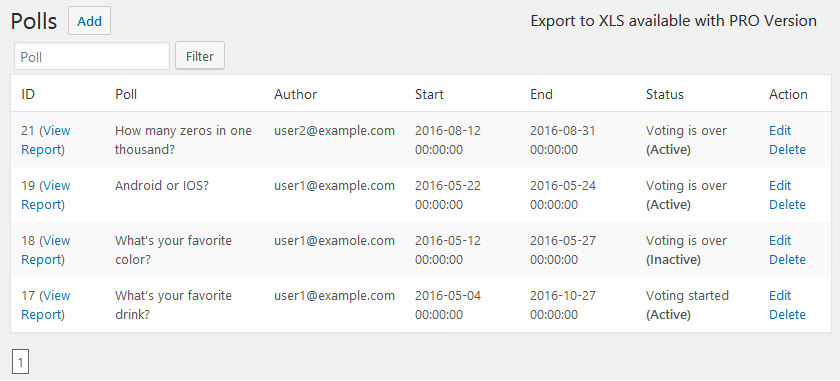 Polls Add Export to XLS available with PRO Version
Poll Filter
ID Poll Author Start End Status Action
21 (View How many zeros in one user2@example.com 2016-08-12 2016-08-31 Voting is over Edit
Report) thousand? 00:00:00 00:00:00 (Active) Delete
19 (View Android or IOS? user1@example.com 2016-05-22 2016-05-24 Voting is over Edit
Report) 00:00:00 00:00:00 (Active) Delete
18 (View What's your favorite user1@examole.com 2016-05-12 2016-05-27 Voting is over Edit
Report) color? 00:00:00 00:00:00 (Inactive) Delete
17 (View What's your favorite user1@example.com 2016-05-04 2016-10-27 Voting started Edit
Report) drink? 00:00:00 00:00:00 (Active) Delete
1